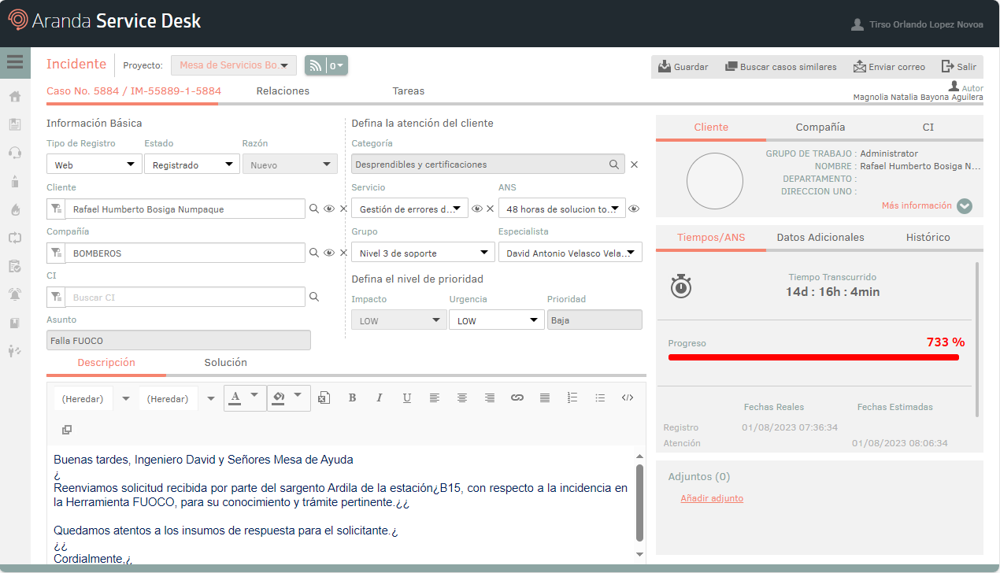 Aranda Service Desk
Tirso Orlando Lopez Novoa
Incidente
Proyecto:
Mesa de Servicios Bo...
0
Guardar
Buscar casos similares
Enviar correo
Salir
Caso No. 5884 / IM-55889-1-5884
Relaciones
Tareas
Autor
Magnolia Natalia Bayona Aguilera
Información Básica
Tipo de Registro
Estado
Razón
Web
Registrado
Nuevo
Cliente
Rafael Humberto Bosiga Numpaque
Compañía
BOMBEROS
CI
Buscar CI
Asunto
Falla FUOCO
Defina la atención del cliente
Categoría
Desprendibles y certificaciones
Servicio
ANS
Gestión de errores d...
48 horas de solucion to...
Grupo
Especialista
Nivel 3 de soporte
David Antonio Velasco Vela...
Defina el nivel de prioridad
Impacto
Urgencia
Prioridad
LOW
LOW
Baja
Cliente
Compañía
CI
GRUPO DE TRABAJO : Administrator
NOMBRE : Rafael Humberto Bosiga N...
DEPARTAMENTO :
DIRECCION UNO :
Más información
Tiempos/ANS
Datos Adicionales
Histórico
Tiempo Transcurrido
14d : 16h : 4min
Progreso
733 %
Fechas Reales
Fechas Estimadas
Registro
01/08/2023 07:36:34
Atención
01/08/2023 08:06:34
Adjuntos (0)
Añadir adjunto
Descripción
Solución
(Heredar)
(Heredar)
A
B
I
U
Buenas tardes, Ingeniero David y Señores Mesa de Ayuda
¿
Reenviamos solicitud recibida por parte del sargento Ardila de la estación¿B15, con respecto a la incidencia en
la Herramienta FUOCO, para su conocimiento y trámite pertinente.¿¿
Quedamos atentos a los insumos de respuesta para el solicitante.¿
¿¿
Cordialmente,¿